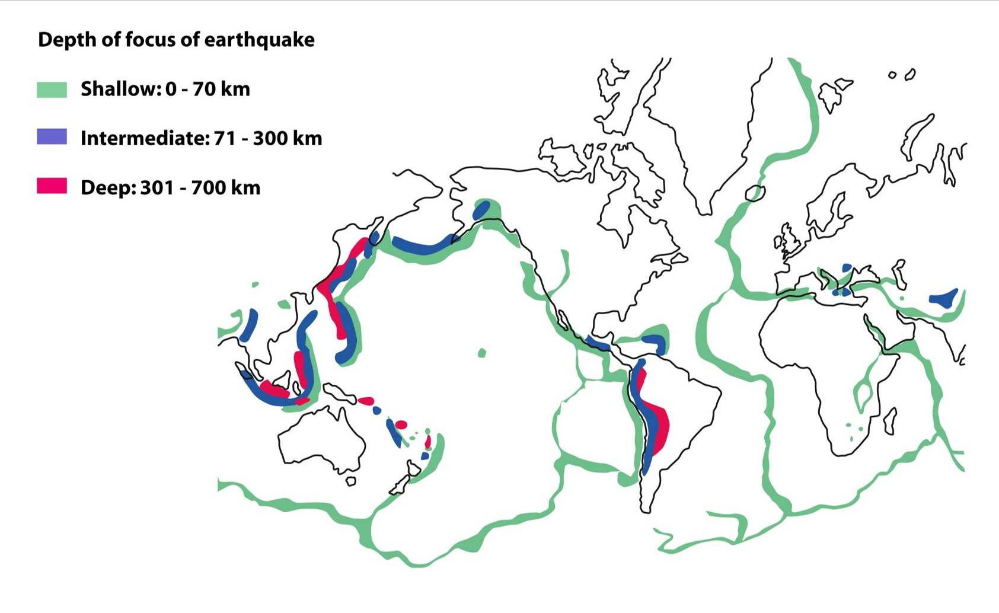 Depth of focus of earthquake
Shallow: 0 - 70 km
Intermediate: 71 - 300 km
Deep: 301 - 700 km